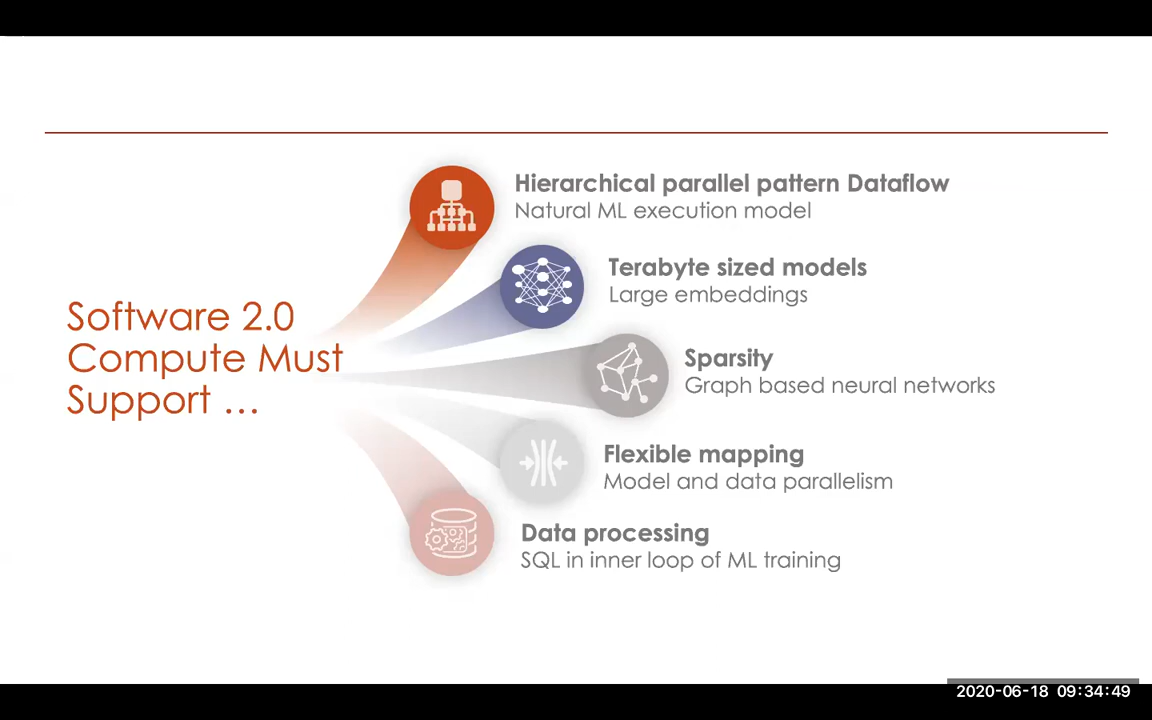 Software 2.0
Compute Must
Support …
Hierarchical parallel pattern Dataflow
Natural ML execution model
Terabyte sized models
Large embeddings
Sparsity
Graph based neural networks
Flexible mapping
Model and data parallelism
Data processing
SQL in inner loop of ML training
2020-06-18 09:34:49